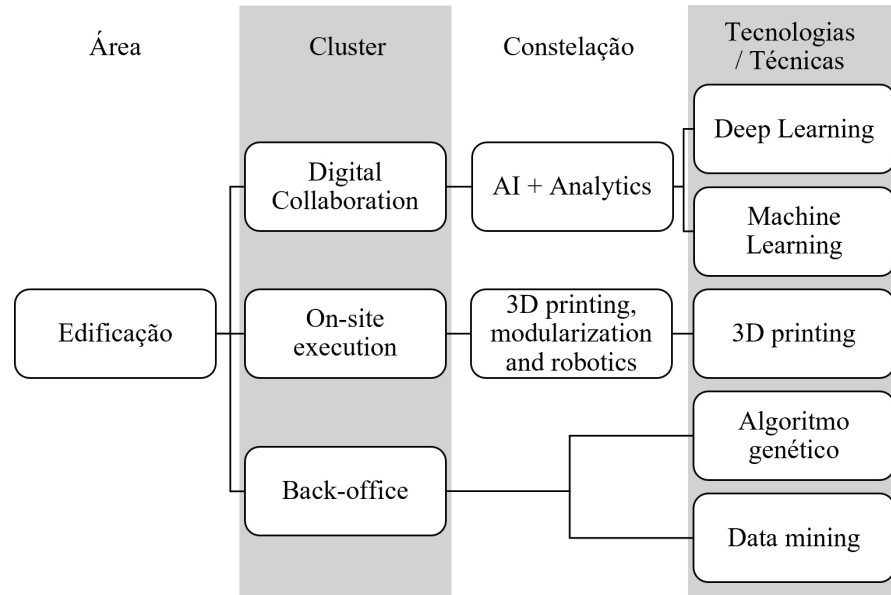 Área
Cluster
Constelação
Tecnologias
/ Técnicas
Deep Learning
Digital
Collaboration
AI + Analytics
Machine
Learning
Edificação
On-site
execution
3D printing,
modularization
and robotics
3D printing
Algoritmo
genético
Back-office
Data mining